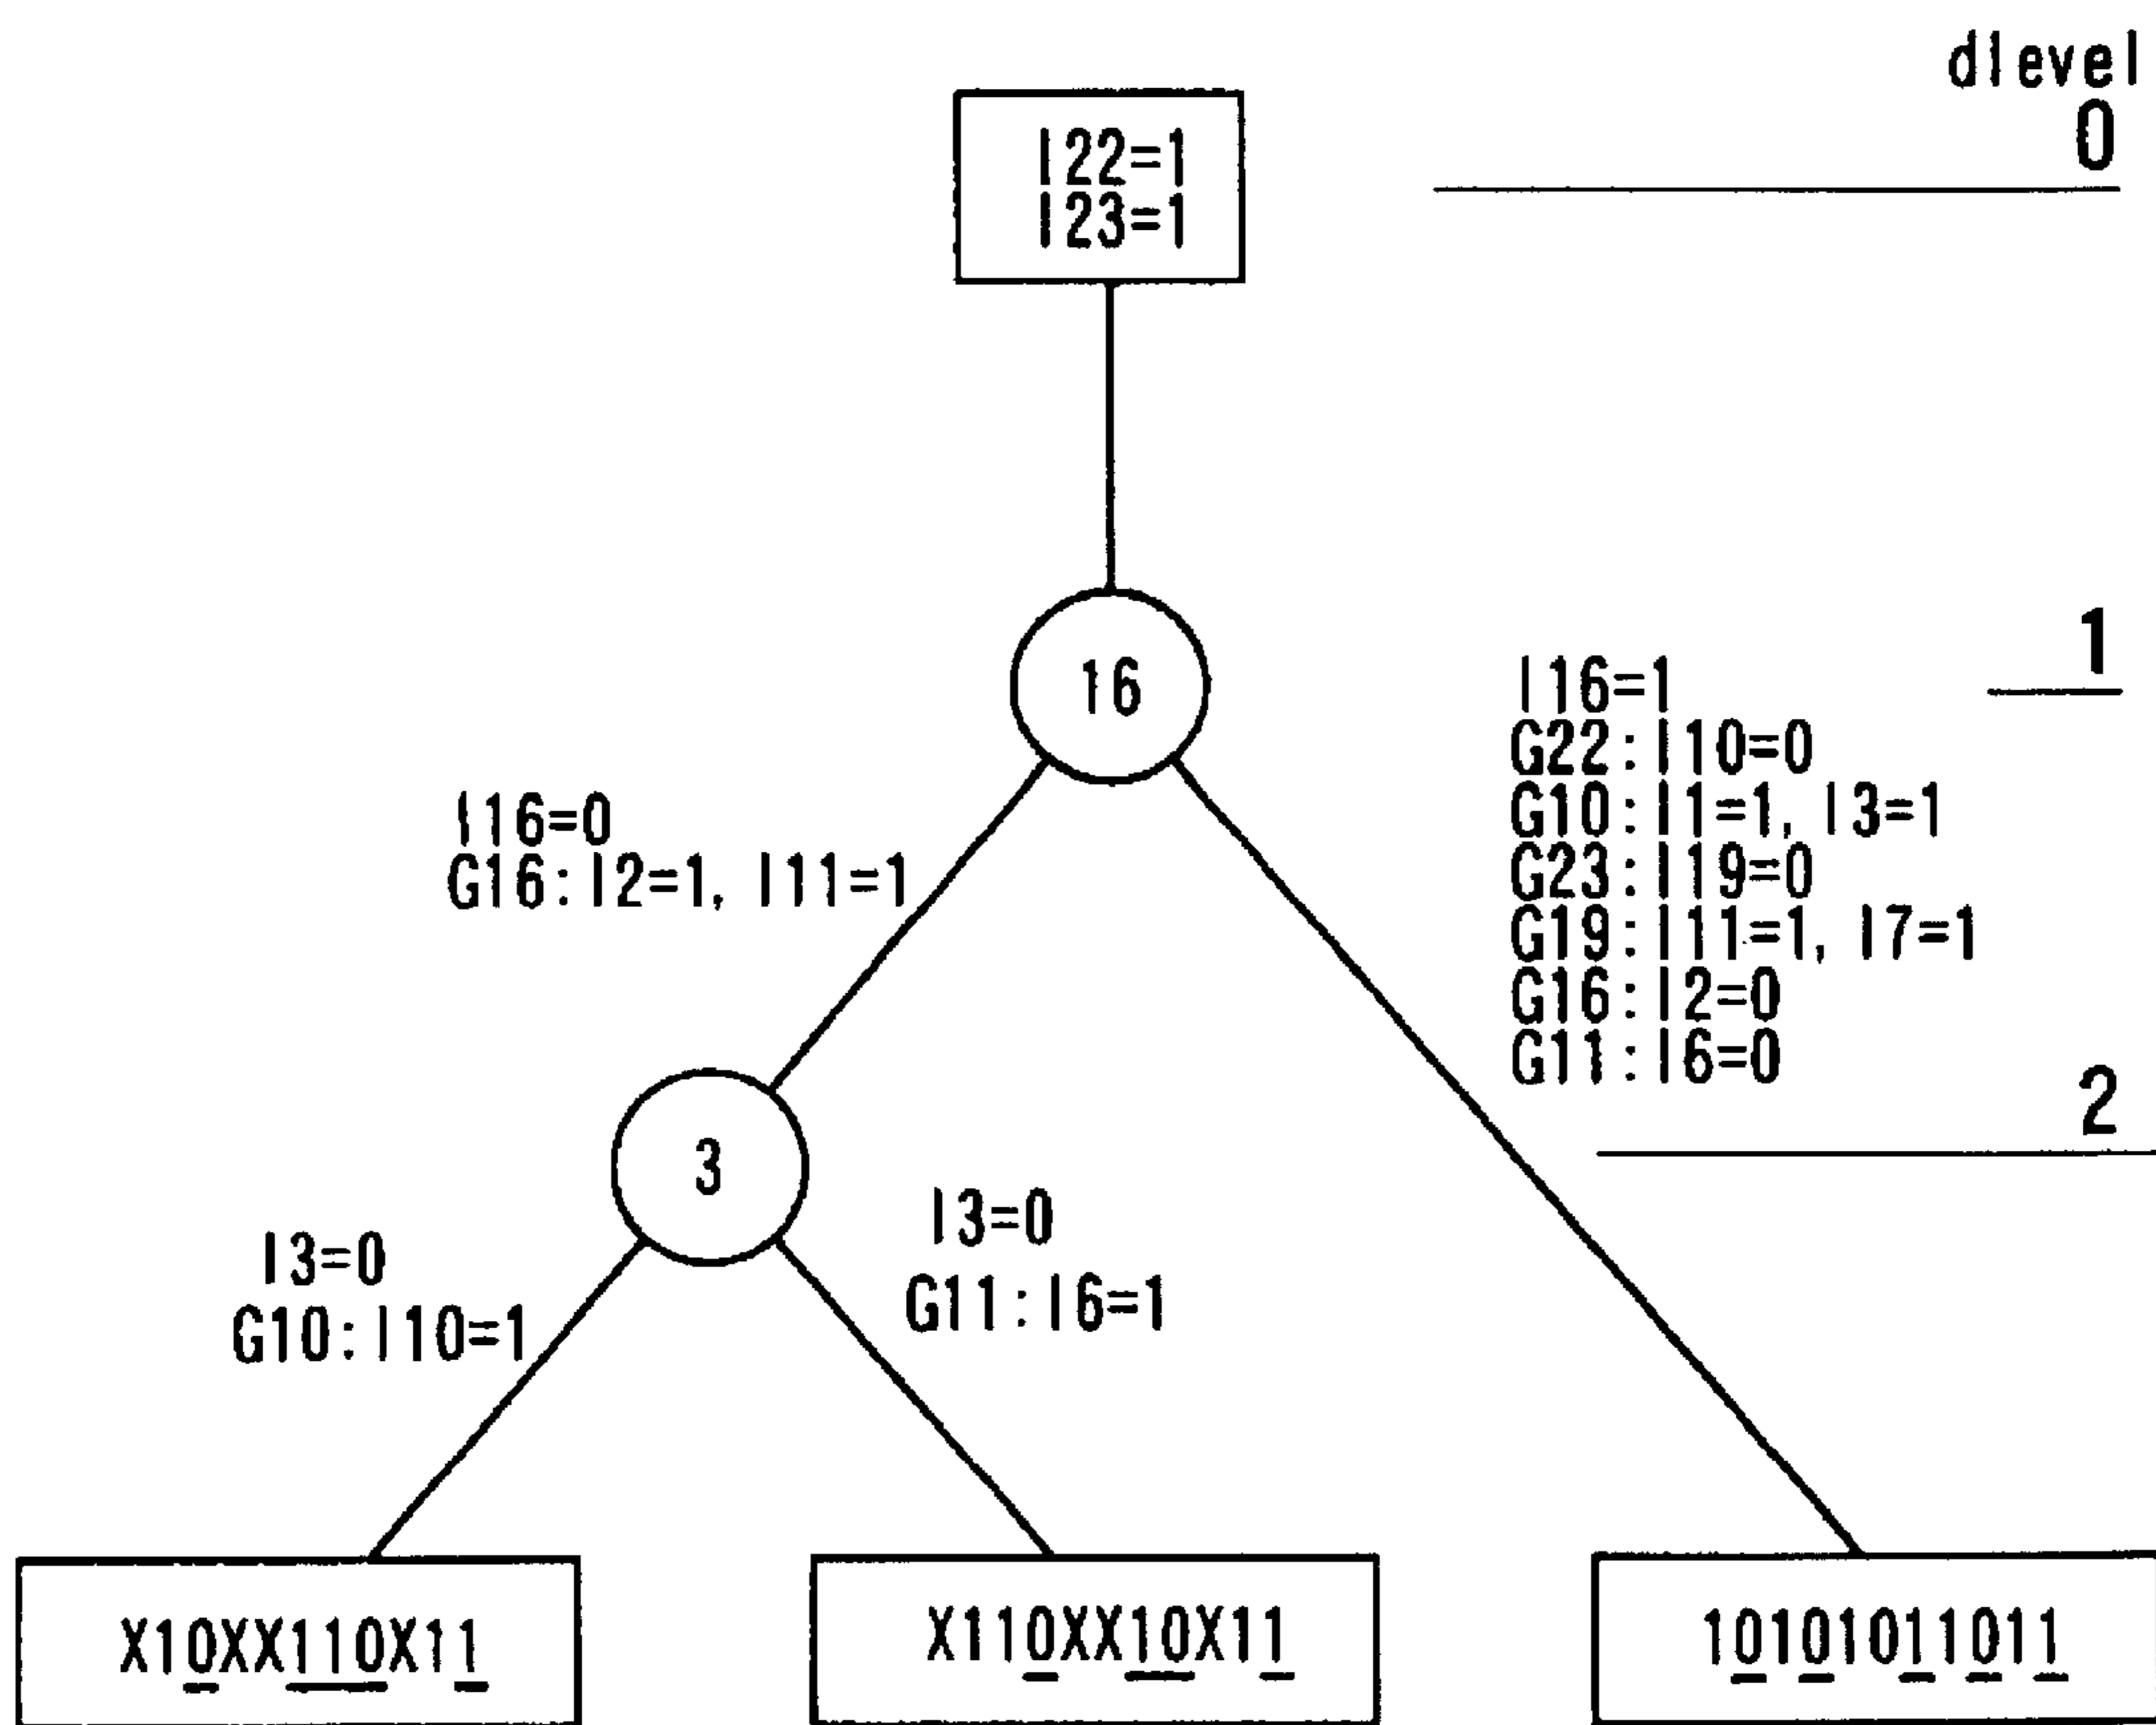 dlevel
0
I22=1
I23=1
1
16
I16=1
G22:I10=0
G10:I1=1, I3=1
G23:I19=0
G19:I11=1, I7=1
G16:I2=0
G11:I6=0
I16=0
G16:I2=1, I11=1
2
3
I3=0
G11:I6=1
I3=0
G10:I10=1
X10XX110X11
X110XX10X11
10101011011